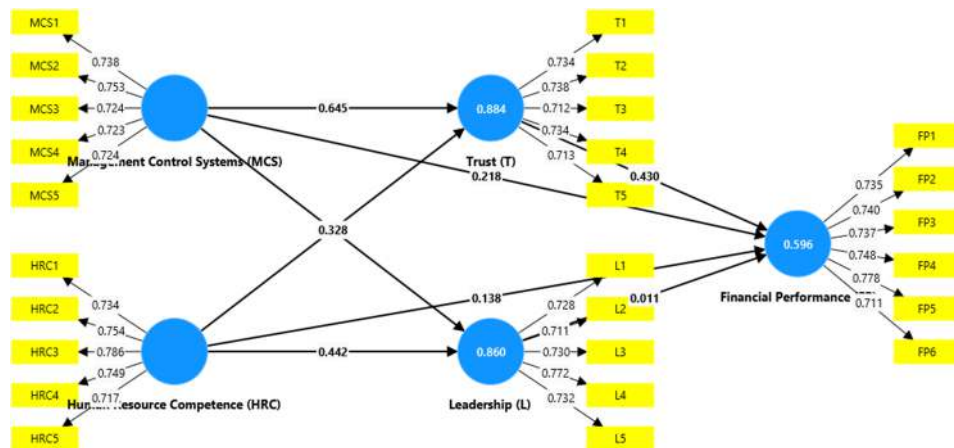 MCS1
MCS2
MCS3
MCS4
MCS5
0.738
0.753
0.724
0.723
0.724
Management Control Systems (MCS)
HRC1
HRC2
HRC3
HRC4
HRC5
0.734
0.754
0.786
0.749
0.717
Human Resource Competence (HRC)
0.645
0.218
0.328
0.138
0.442
0.884
Trust (T)
0.734
0.738
0.712
0.734
0.713
T1
T2
T3
T4
T5
0.430
0.860
Leadership (L)
0.728
0.711
0.730
0.772
0.732
L1
L2
L3
L4
L5
0.011
0.596
Financial Performance
0.735
0.740
0.737
0.748
0.778
0.711
FP1
FP2
FP3
FP4
FP5
FP6